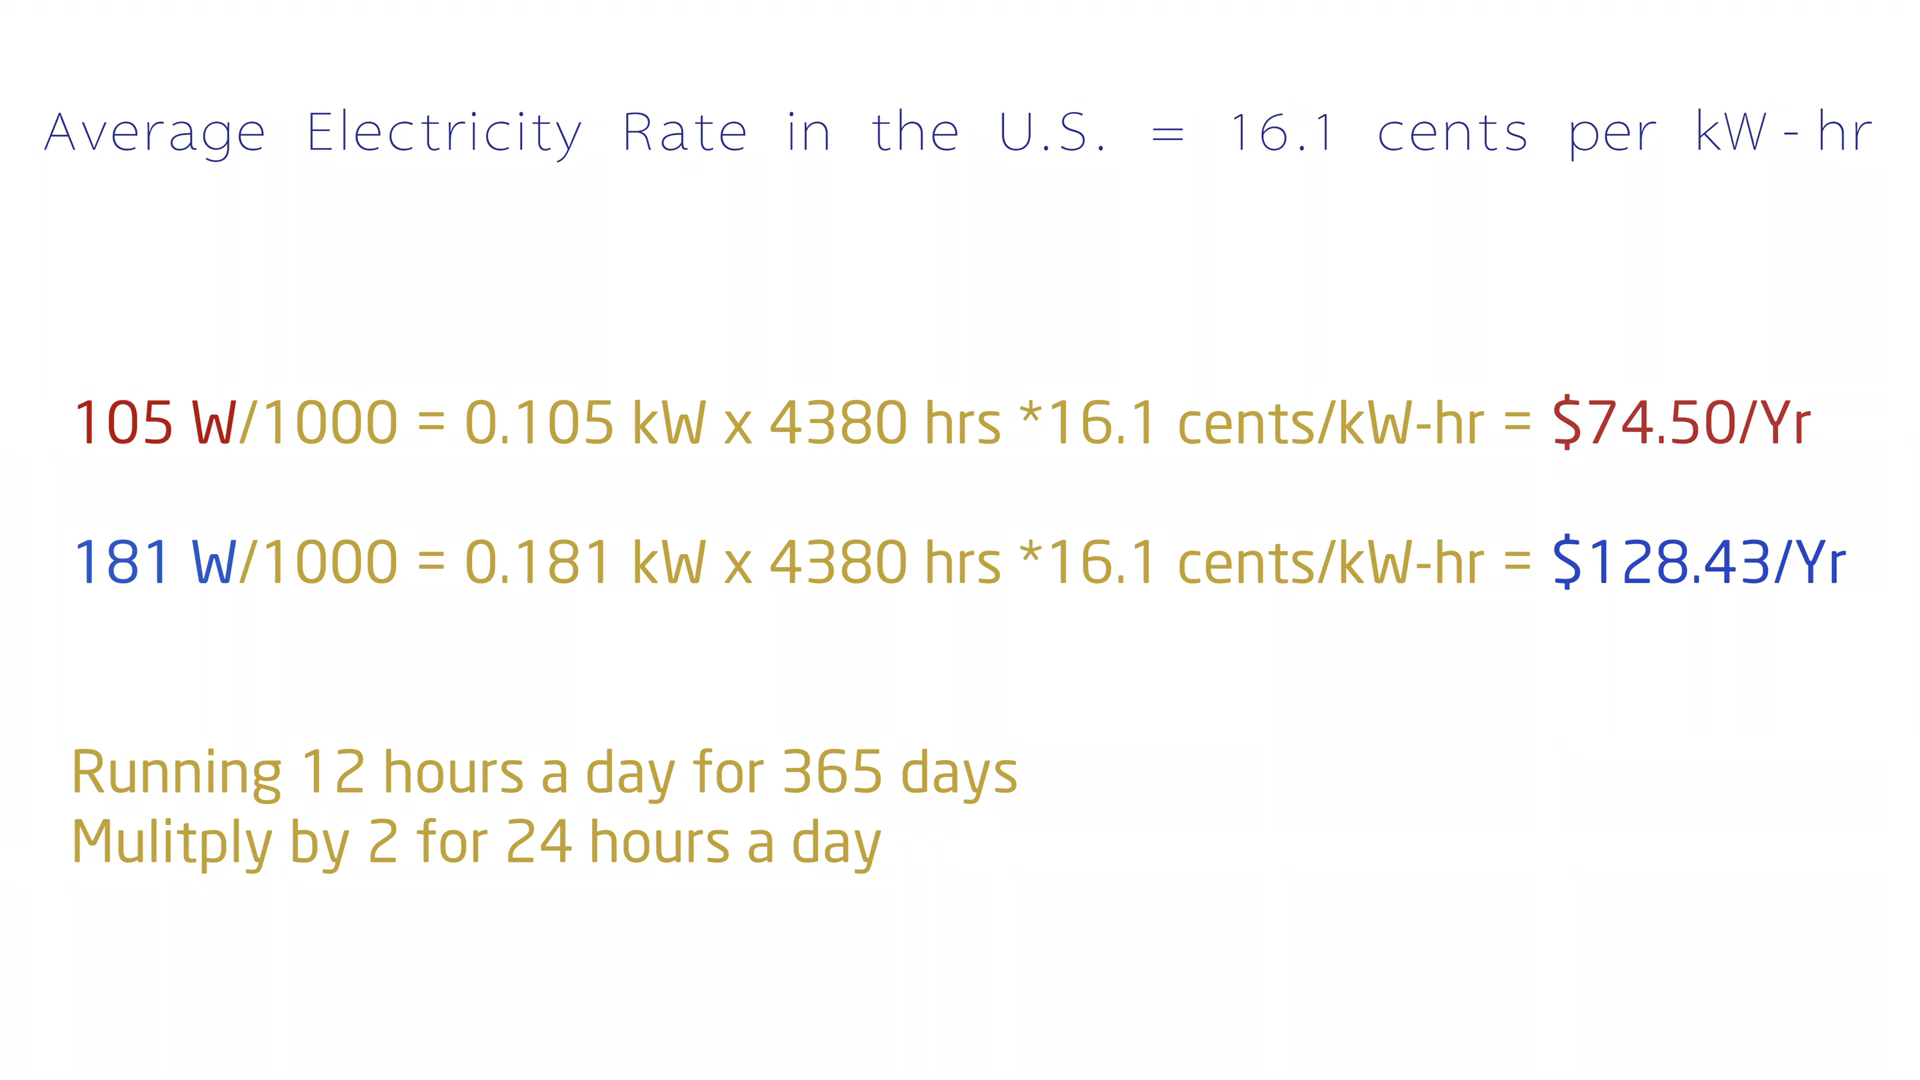 Average Electricity Rate in the U.S. = 16.1 cents per kW-hr
105 W/1000 = 0.105 kW x 4380 hrs *16.1 cents/kW-hr = $74.50/Yr
181 W/1000 = 0.181 kW x 4380 hrs *16.1 cents/kW-hr = $128.43/Yr
Running 12 hours a day for 365 days
Mulitply by 2 for 24 hours a day